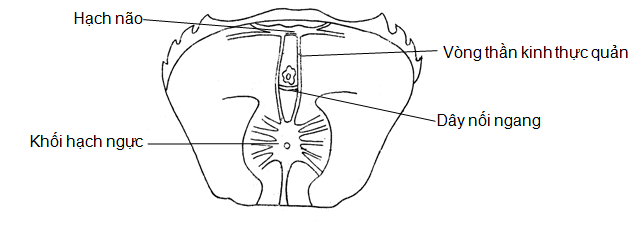 Hạch não
Vòng thần kinh thực quản
Dây nối ngang
Khối hạch ngực